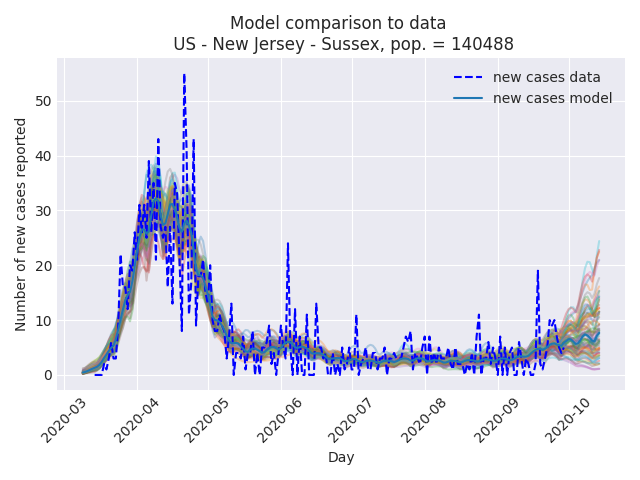 Model comparison to data
US - New Jersey - Sussex, pop. = 140488
new cases data
new cases model
Number of new cases reported
50
40
30
20
10
0
2020-03
2020-04
2020-05
2020-06
2020-07
2020-08
2020-09
2020-10
Day